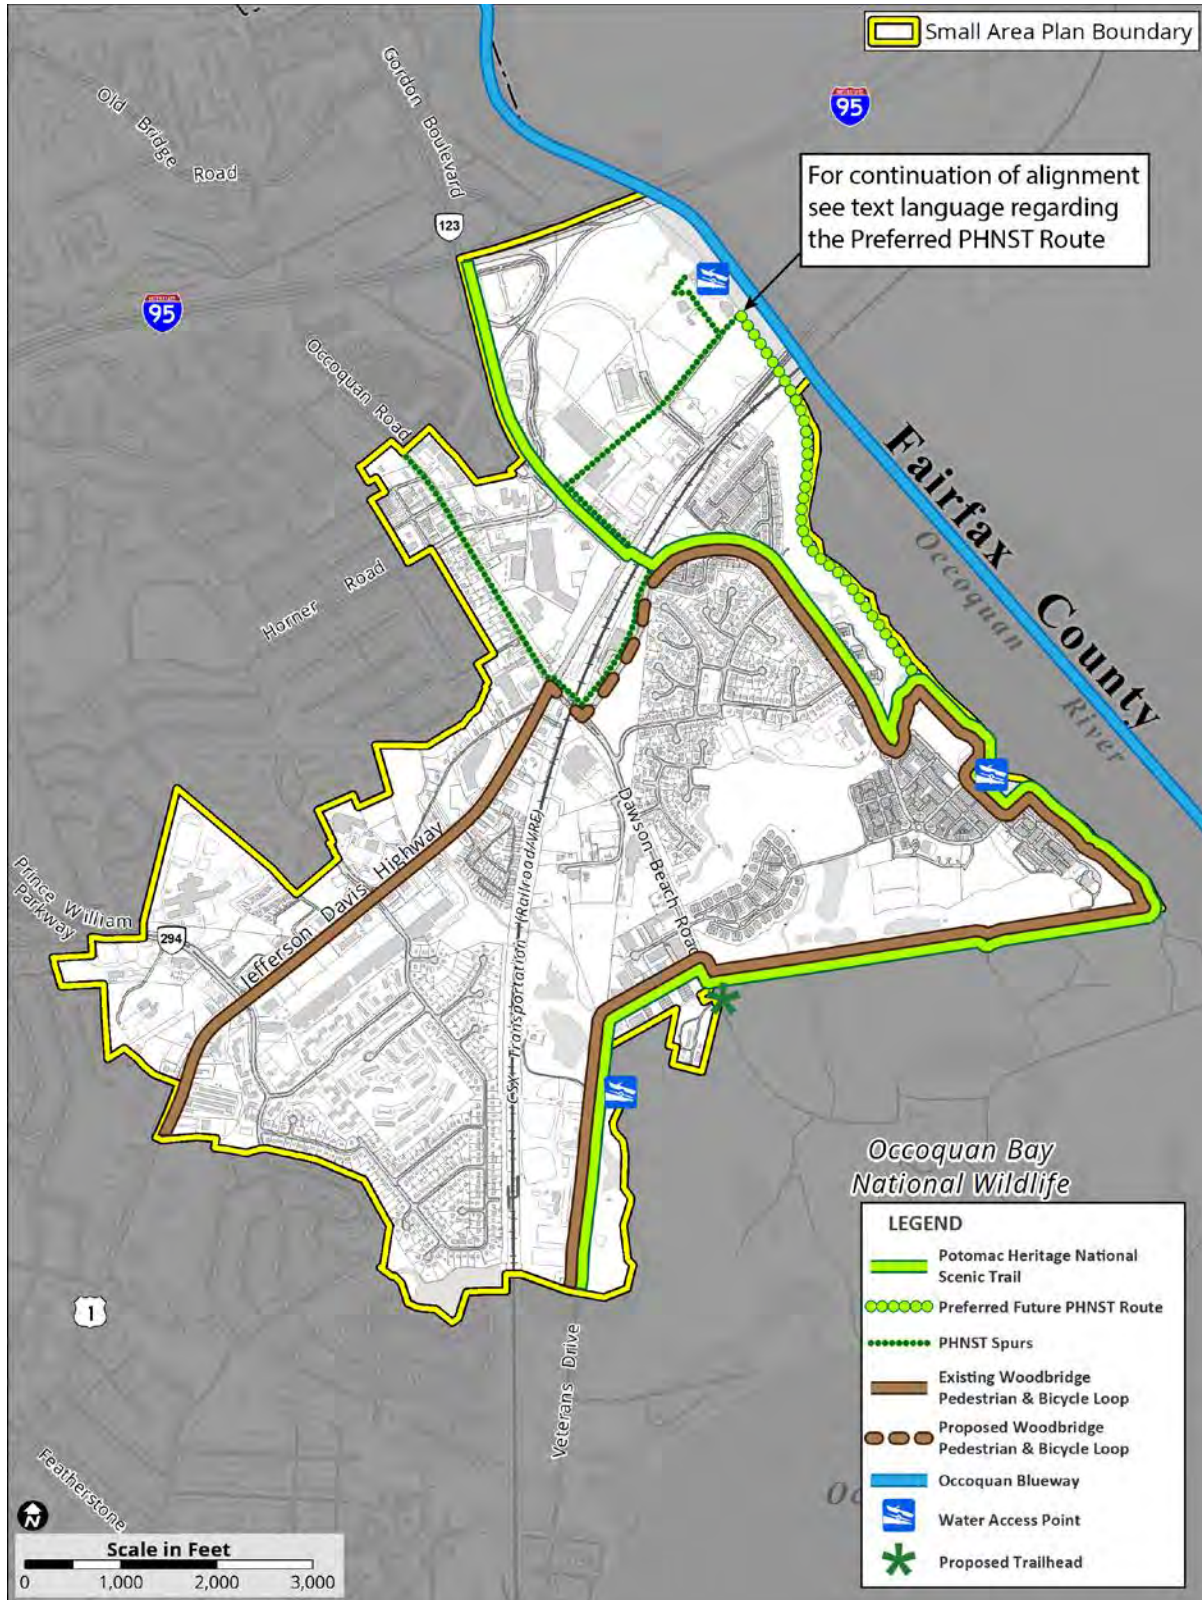 Small Area Plan Boundary
95
Gordon Boulevard
Old Bridge Road
For continuation of alignment
see text language regarding
the Preferred PHNST Route
123
95
Occoquan Road
Fairfax County
Occoquan River
Horner Road
Dawson Beach Road
Jefferson Davis Highway
CSX Transportation (Railroad/VRE)
Prince William
Parkway
294
Occoquan Bay
National Wildlife
LEGEND
Potomac Heritage National
Scenic Trail
Preferred Future PHNST Route
PHNST Spurs
Existing Woodbridge
Pedestrian & Bicycle Loop
Proposed Woodbridge
Pedestrian & Bicycle Loop
Occoquan Blueway
Water Access Point
Proposed Trailhead
1
Veterans Drive
Featherstone
Oc
N
Scale in Feet
0 1,000 2,000 3,000